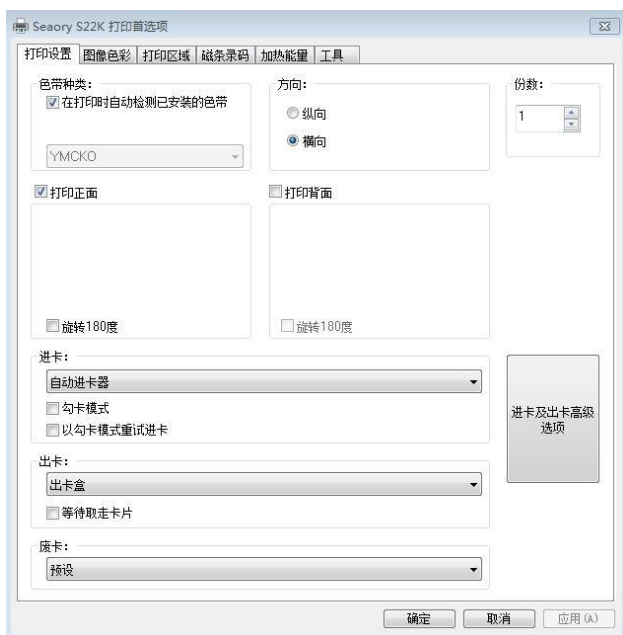 Seaory S22K 打印首选项
打印设置 图像色彩 打印区域 磁条录码 加热能量 工具
色带种类: 方向: 份数:
在打印时自动检测已安装的色带
纵向
1
横向
YMCKO
打印正面 打印背面
旋转180度 旋转180度
进卡:
自动进卡器
勾卡模式
以勾卡模式重试进卡
进卡及出卡高级
选项
出卡:
出卡盒
等待取走卡片
废卡:
预设
确定 取消 应用(A)